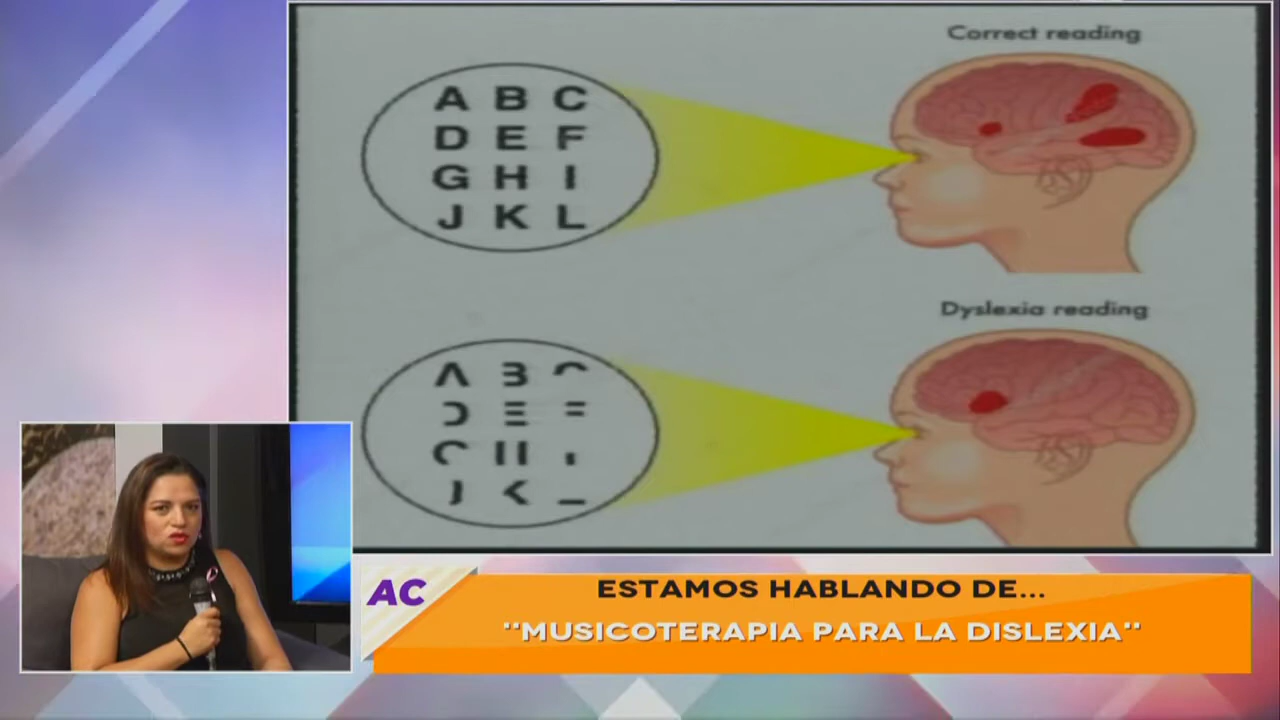 Correct reading
A B C
D E F
G H I
J K L
Dyslexia reading
AC
ESTAMOS HABLANDO DE...
"MUSICOTERAPIA PARA LA DISLEXIA"